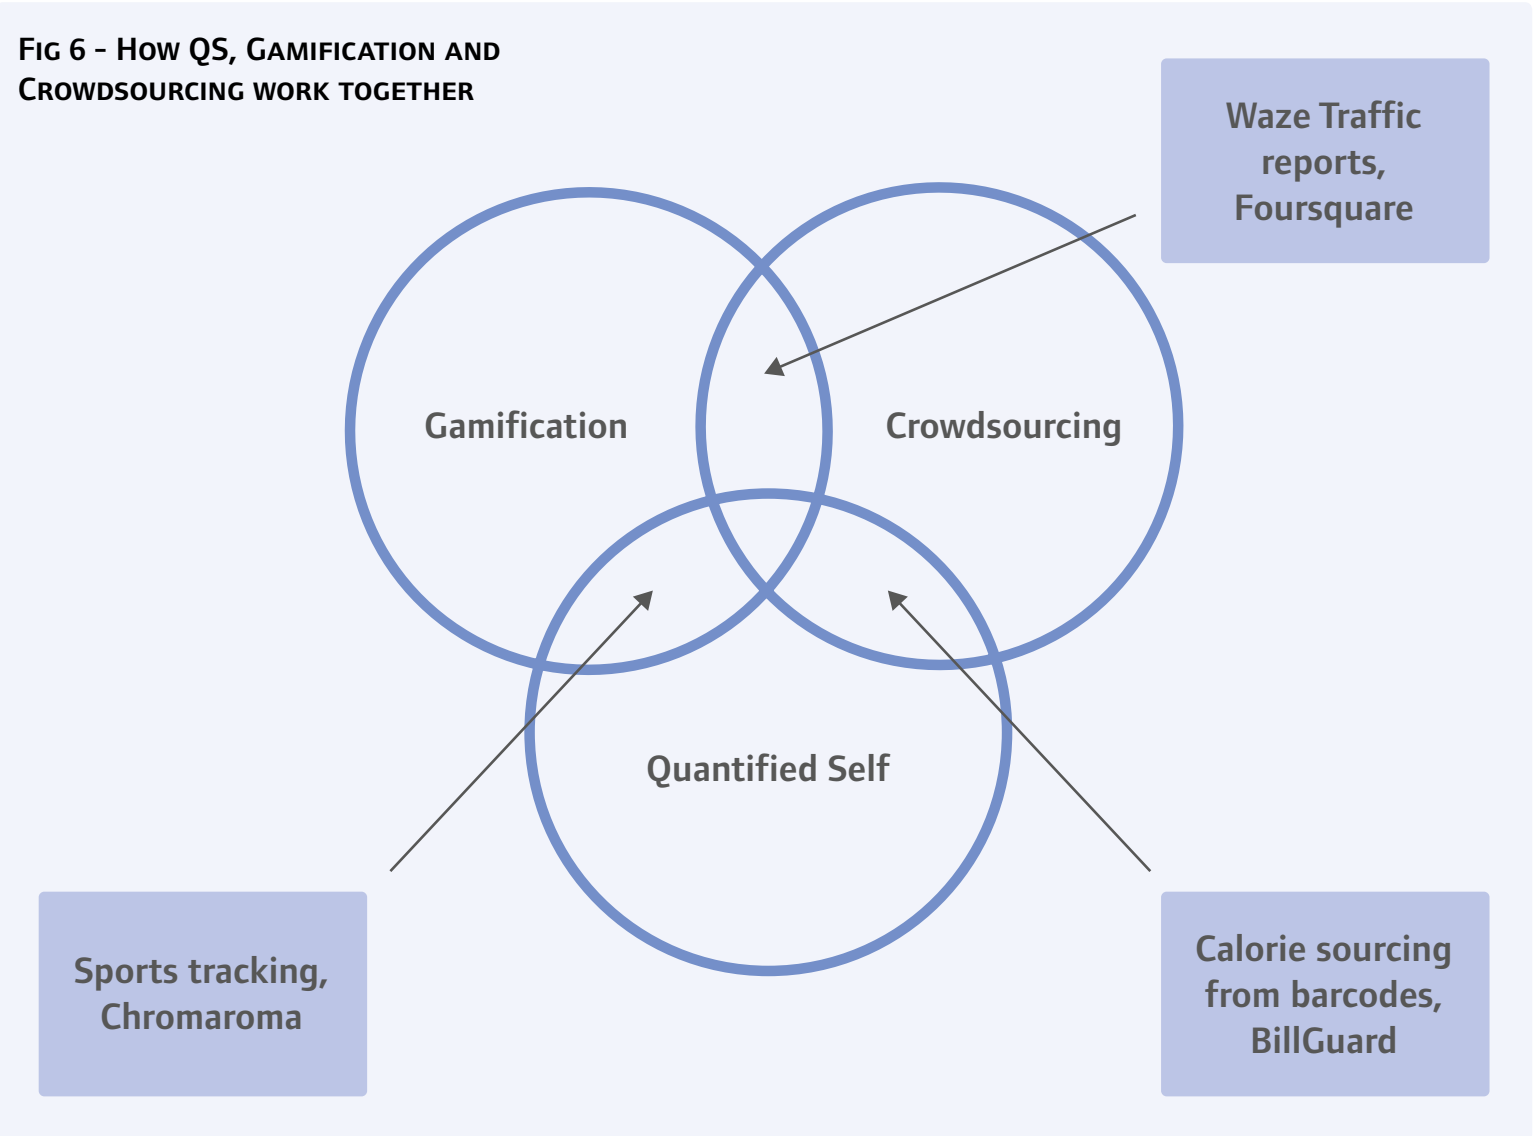 Fig 6 - How QS, Gamification and
Crowdsourcing work together
Waze Traffic
reports,
Foursquare
Gamification
Crowdsourcing
Quantified Self
Sports tracking,
Chromaroma
Calorie sourcing
from barcodes,
BillGuard